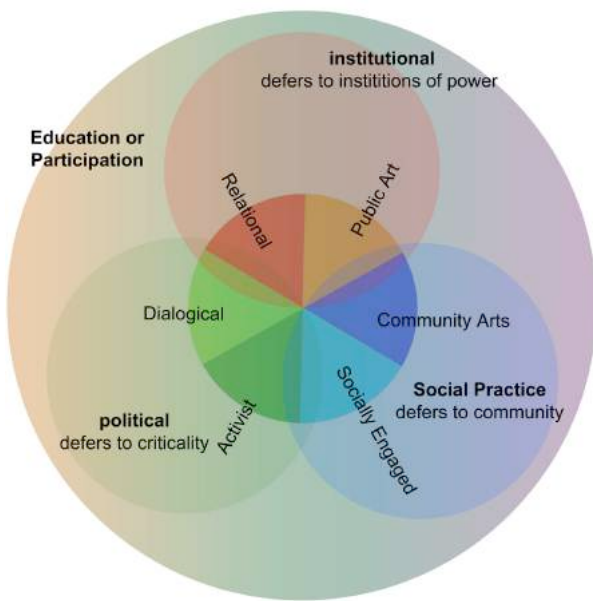 institutional
defers to instititions of power
Education or
Participation
Relational
Public Art
Dialogical
Community Arts
political
defers to criticality
Activist
Socially Engaged
Social Practice
defers to community